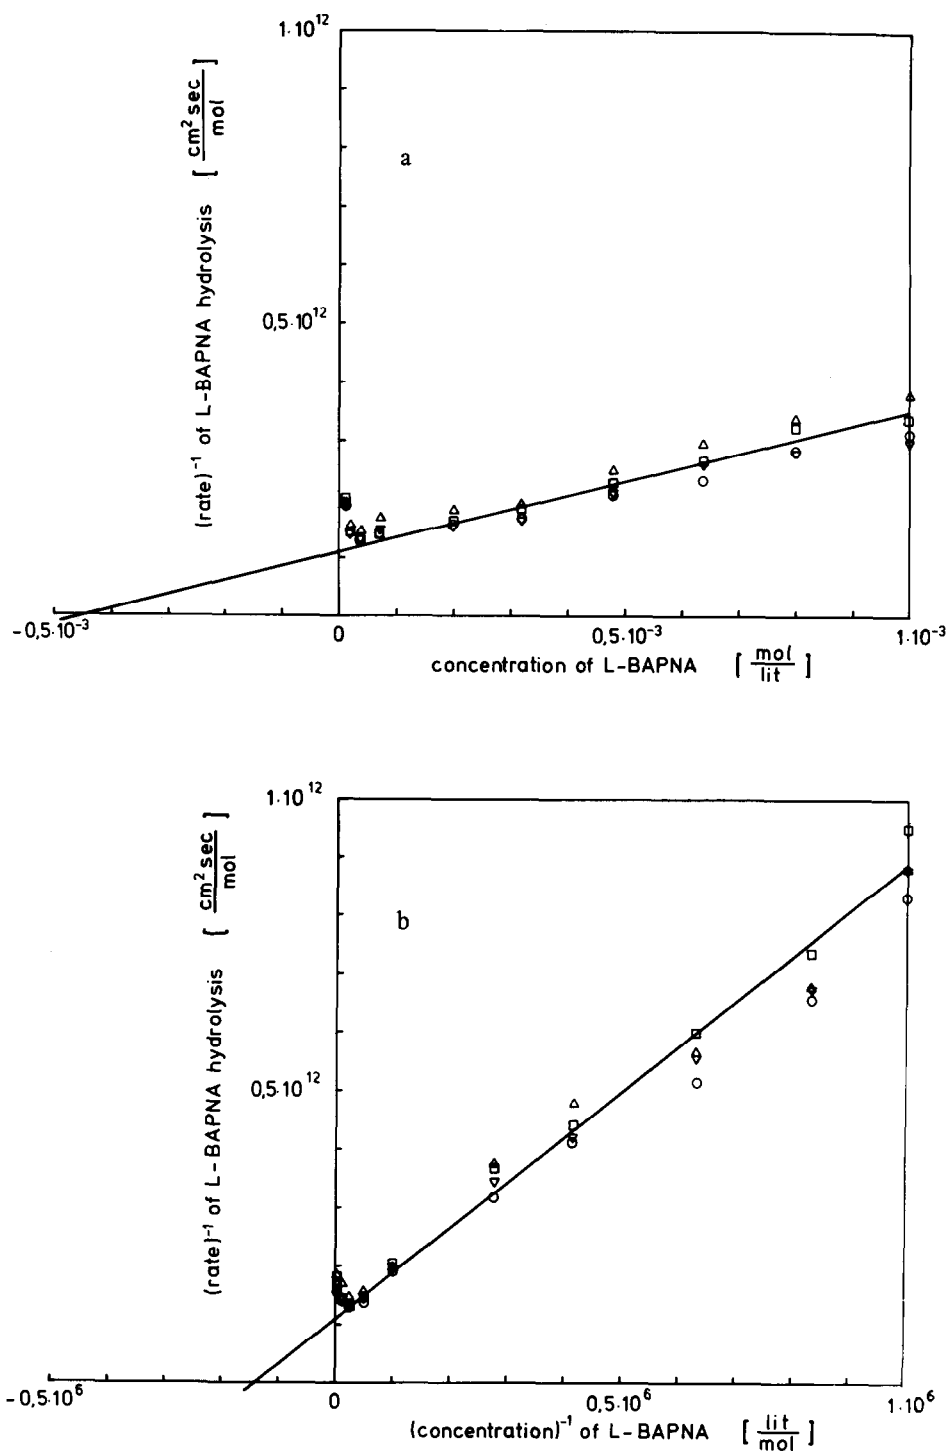 1·10¹²
(rate)⁻¹ of L-BAPNA hydrolysis [ cm² sec / mol ]
a
0,5·10¹²
-0,5·10⁻³
0
0,5·10⁻³
1·10⁻³
concentration of L-BAPNA [ mol / lit ]
1·10¹²
(rate)⁻¹ of L-BAPNA hydrolysis [ cm² sec / mol ]
b
0,5·10¹²
-0,5·10⁶
0
0,5·10⁶
1·10⁶
(concentration)⁻¹ of L-BAPNA [ lit / mol ]